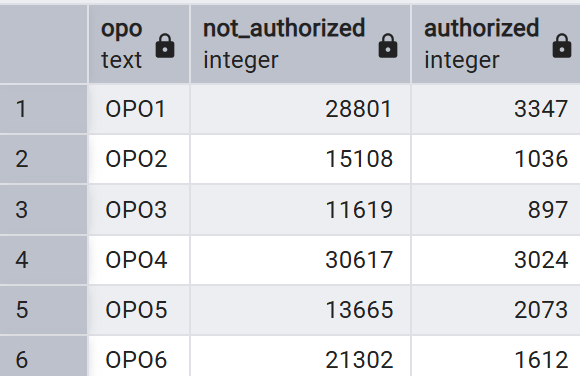 opo not_authorized authorized
text integer integer
1 OPO1 28801 3347
2 OPO2 15108 1036
3 OPO3 11619 897
4 OPO4 30617 3024
5 OPO5 13665 2073
6 OPO6 21302 1612